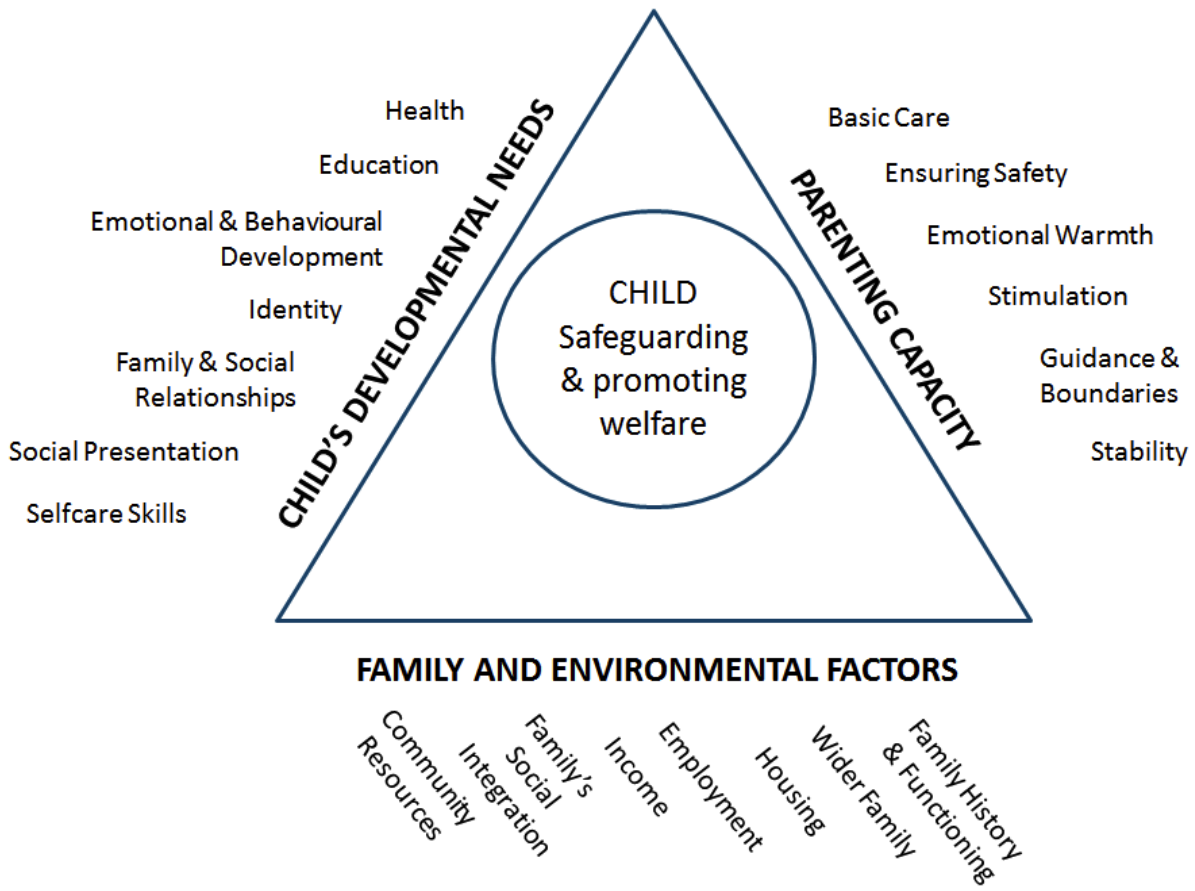 Health
Education
Emotional & Behavioural
Development
Identity
Family & Social
Relationships
Social Presentation
Selfcare Skills
CHILD'S DEVELOPMENTAL NEEDS
CHILD
Safeguarding
& promoting
welfare
PARENTING CAPACITY
Basic Care
Ensuring Safety
Emotional Warmth
Stimulation
Guidance &
Boundaries
Stability
FAMILY AND ENVIRONMENTAL FACTORS
Community
Resources
Family's
Social
Integration
Income
Employment
Housing
Wider Family
Family History
& Functioning